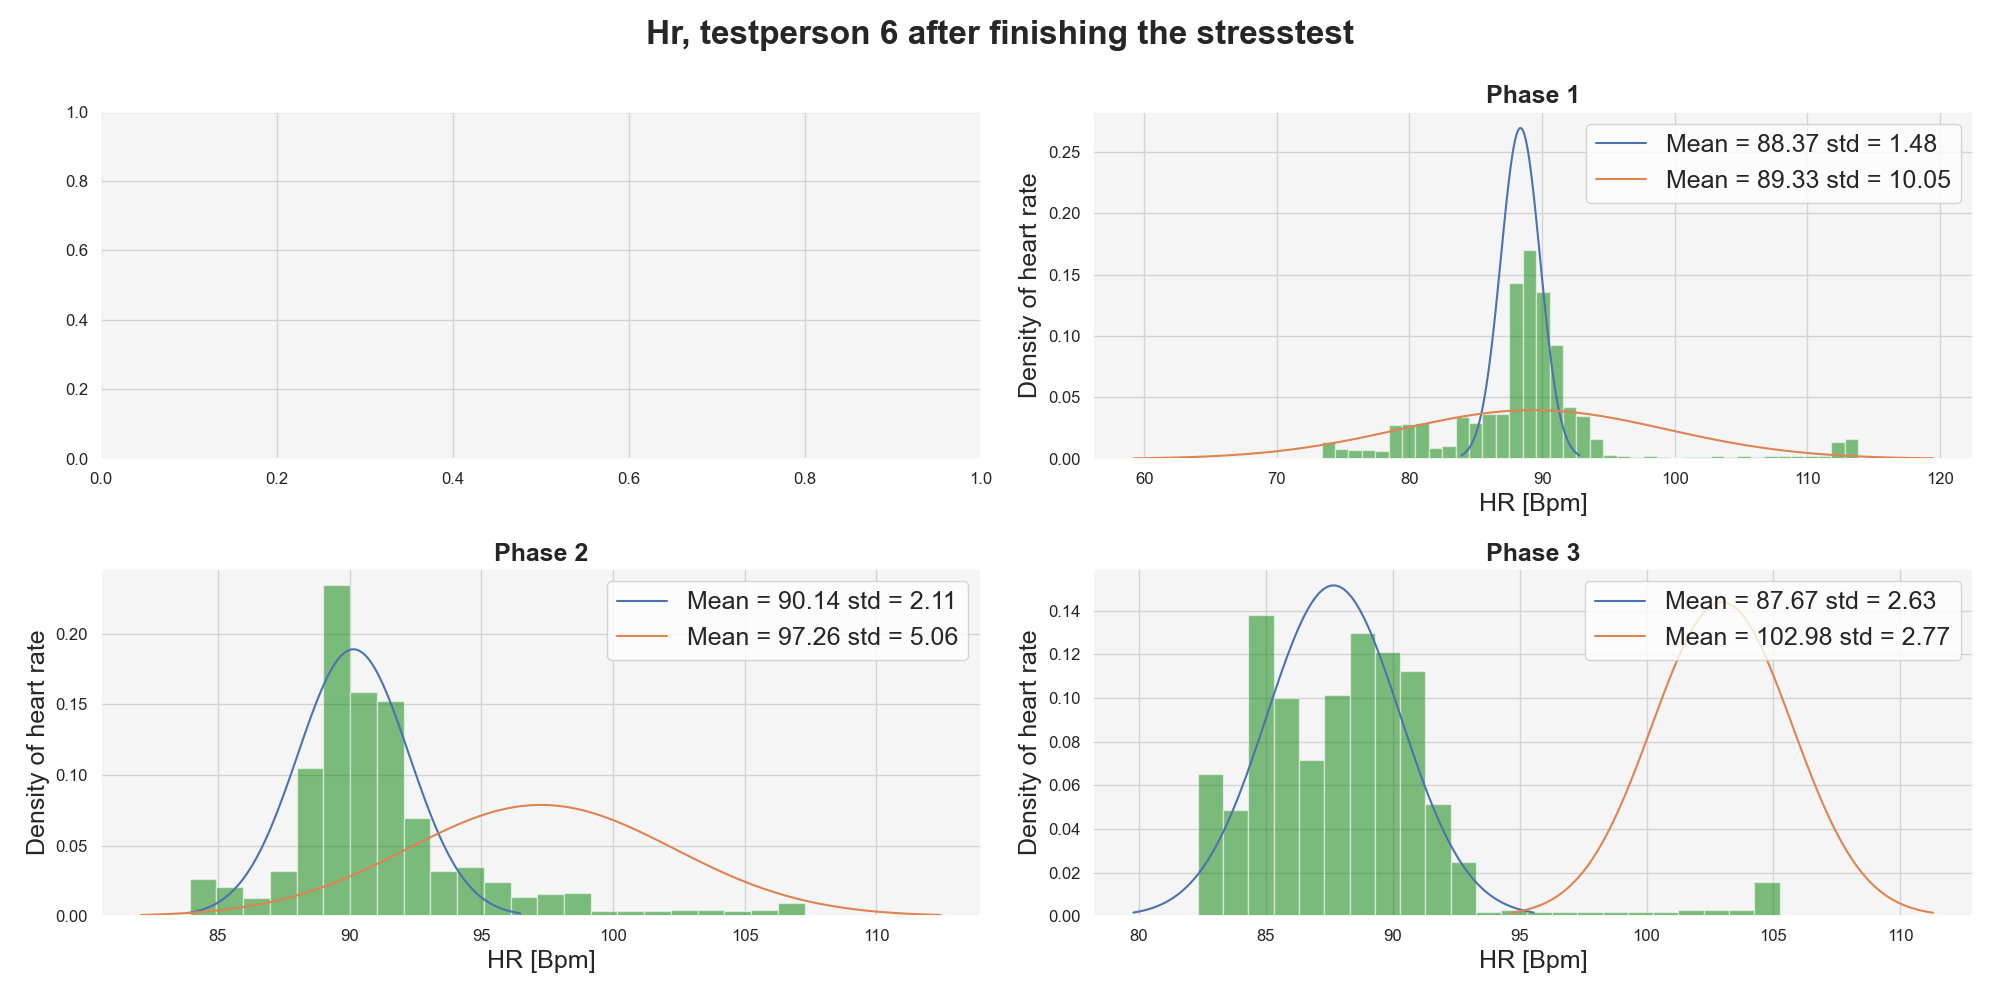 Hr, testperson 6 after finishing the stresstest
1.0
0.8
0.6
0.4
0.2
0.0
0.0 0.2 0.4 0.6 0.8 1.0
Phase 1
Mean = 88.37 std = 1.48
Mean = 89.33 std = 10.05
Density of heart rate
0.25
0.20
0.15
0.10
0.05
0.00
60 70 80 90 100 110 120
HR [Bpm]
Phase 2
Mean = 90.14 std = 2.11
Mean = 97.26 std = 5.06
Density of heart rate
0.20
0.15
0.10
0.05
0.00
85 90 95 100 105 110
HR [Bpm]
Phase 3
Mean = 87.67 std = 2.63
Mean = 102.98 std = 2.77
Density of heart rate
0.14
0.12
0.10
0.08
0.06
0.04
0.02
0.00
80 85 90 95 100 105 110
HR [Bpm]